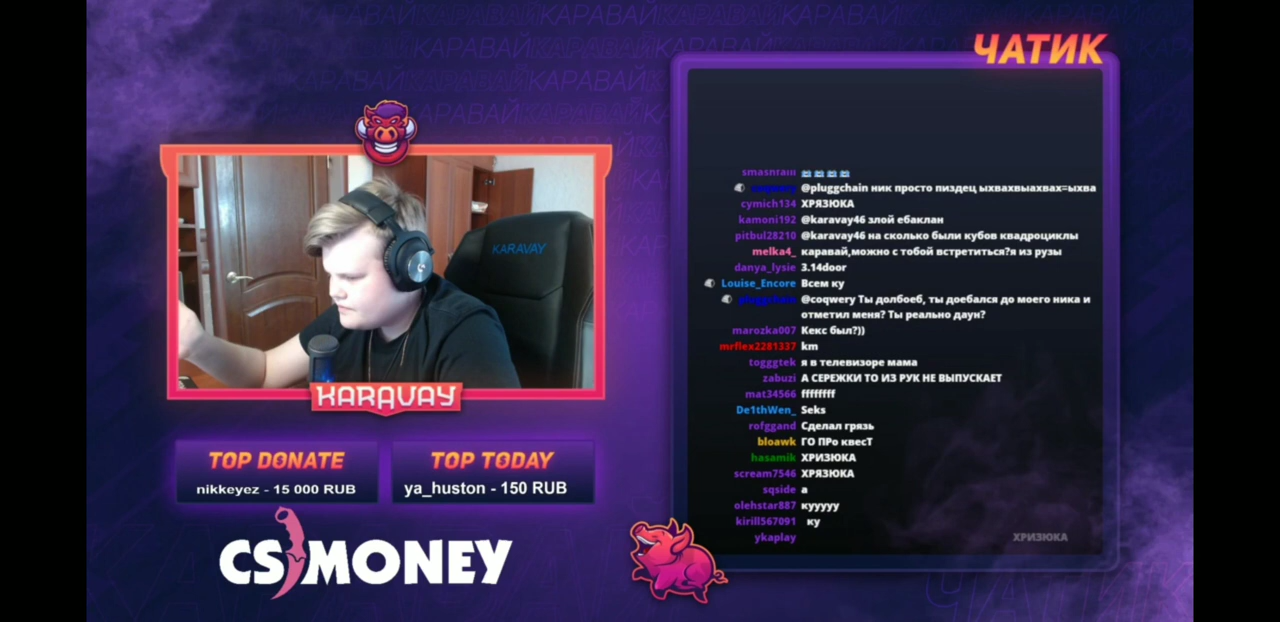 КАРАВАЙ
ЧАТИК
KARAVAY
KARAVAY
TOP DONATE
nikkeyez - 15 000 RUB
TOP TODAY
ya_huston - 150 RUB
CS MONEY
smasnraiii
@pluggchain ник просто пиздец ыхвахвыахвах=ыхва
cymich134 ХРЯЗЮКА
kamoni192 @karavay46 злой ебаклан
pitbul28210 @karavay46 на сколько были кубов квадроциклы
melka4_ каравай,можно с тобой встретиться?я из рузы
danya_lysie 3.14door
Louise_Encore Всем ку
pluggchain @coqwery Ты долбоеб, ты доебался до моего ника и
отметил меня? Ты реально даун?
marozka007 Кекс был?))
mrflex2281337 km
togggtek я в телевизоре мама
zabuzi А СЕРЕЖКИ ТО ИЗ РУК НЕ ВЫПУСКАЕТ
mat34566 ffffffff
De1thWen_ Seks
rofggand Сделал грязь
bloawk ГО ПРо квесТ
hasamik ХРИЗЮКА
scream7546 ХРЯЗЮКА
sqside а
olehstar887 кууууу
kirill567091 ку
ykaplay ХРИЗЮКА